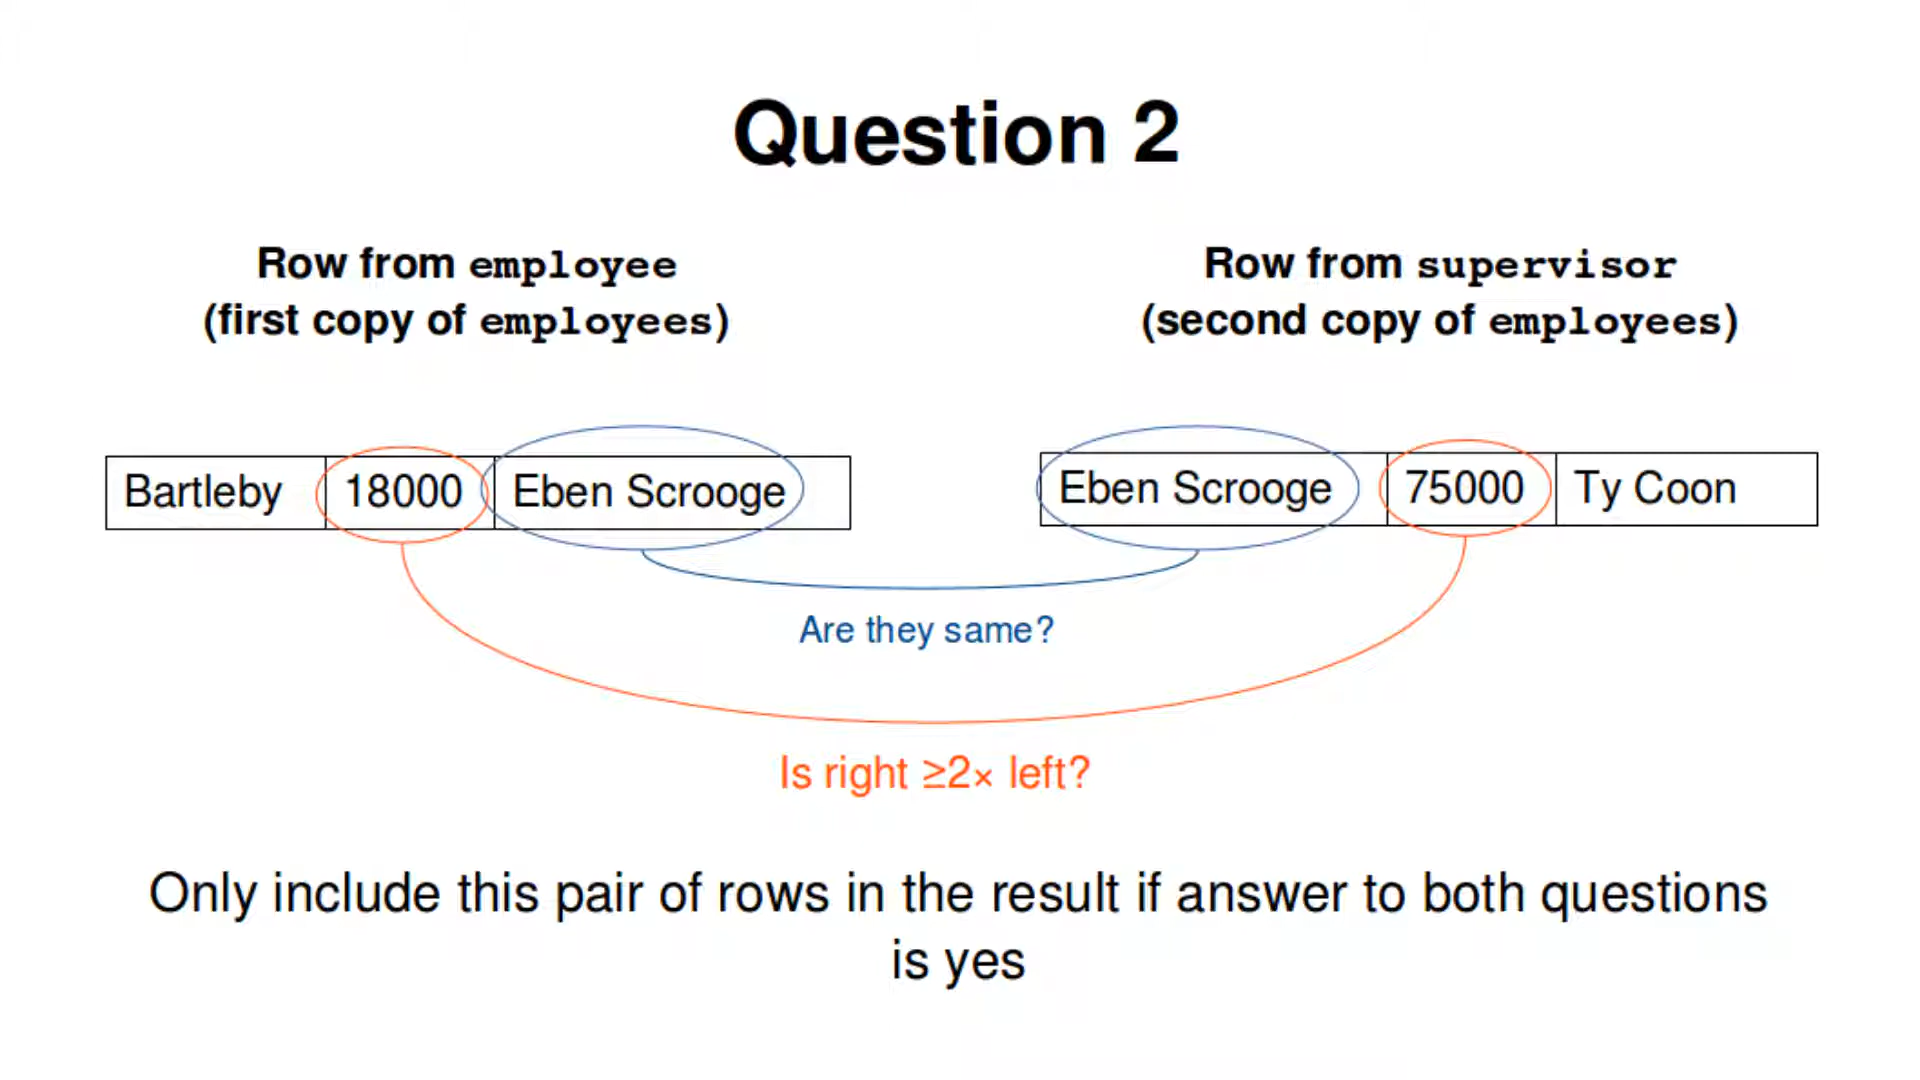 Question 2
Row from employee
(first copy of employees)
Row from supervisor
(second copy of employees)
Bartleby 18000 Eben Scrooge
Eben Scrooge 75000 Ty Coon
Are they same?
Is right ≥2× left?
Only include this pair of rows in the result if answer to both questions
is yes